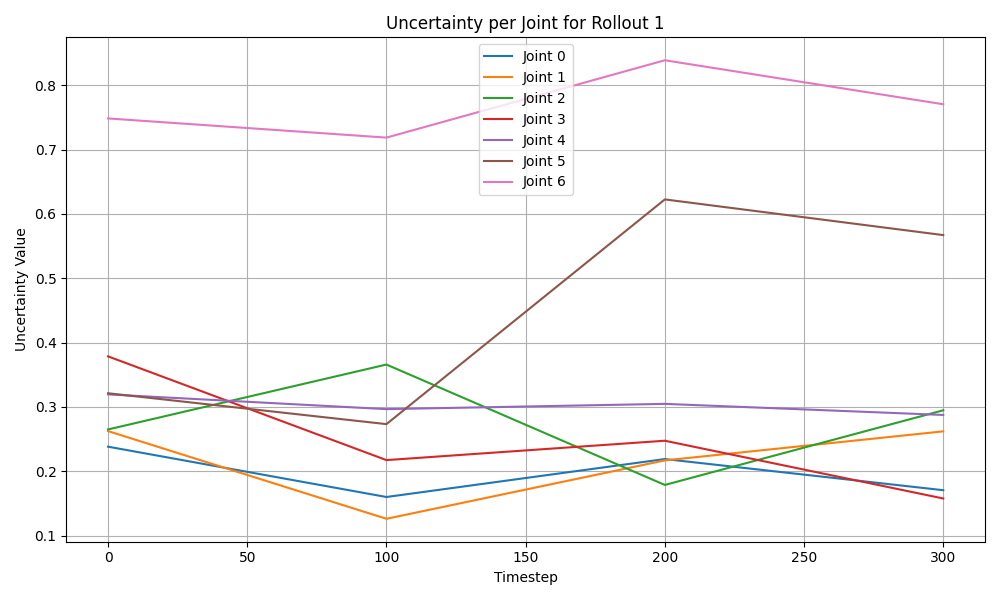 Uncertainty per Joint for Rollout 1
Joint 0
Joint 1
Joint 2
Joint 3
Joint 4
Joint 5
Joint 6
Uncertainty Value
0.8
0.7
0.6
0.5
0.4
0.3
0.2
0.1
0 50 100 150 200 250 300
Timestep